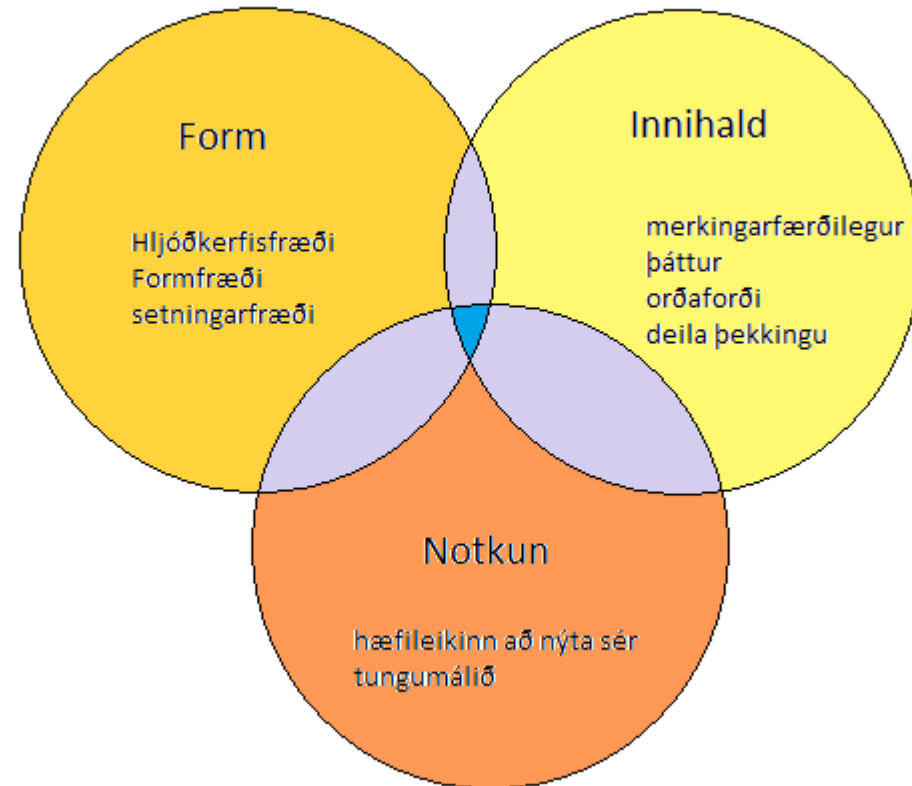 Form
Hljóðkerfisfræði
Formfræði
setningarfræði
Innihald
merkingarfærðilegur
þáttur
orðaforði
deila þekkingu
Notkun
hæfileikinn að nýta sér
tungumálið